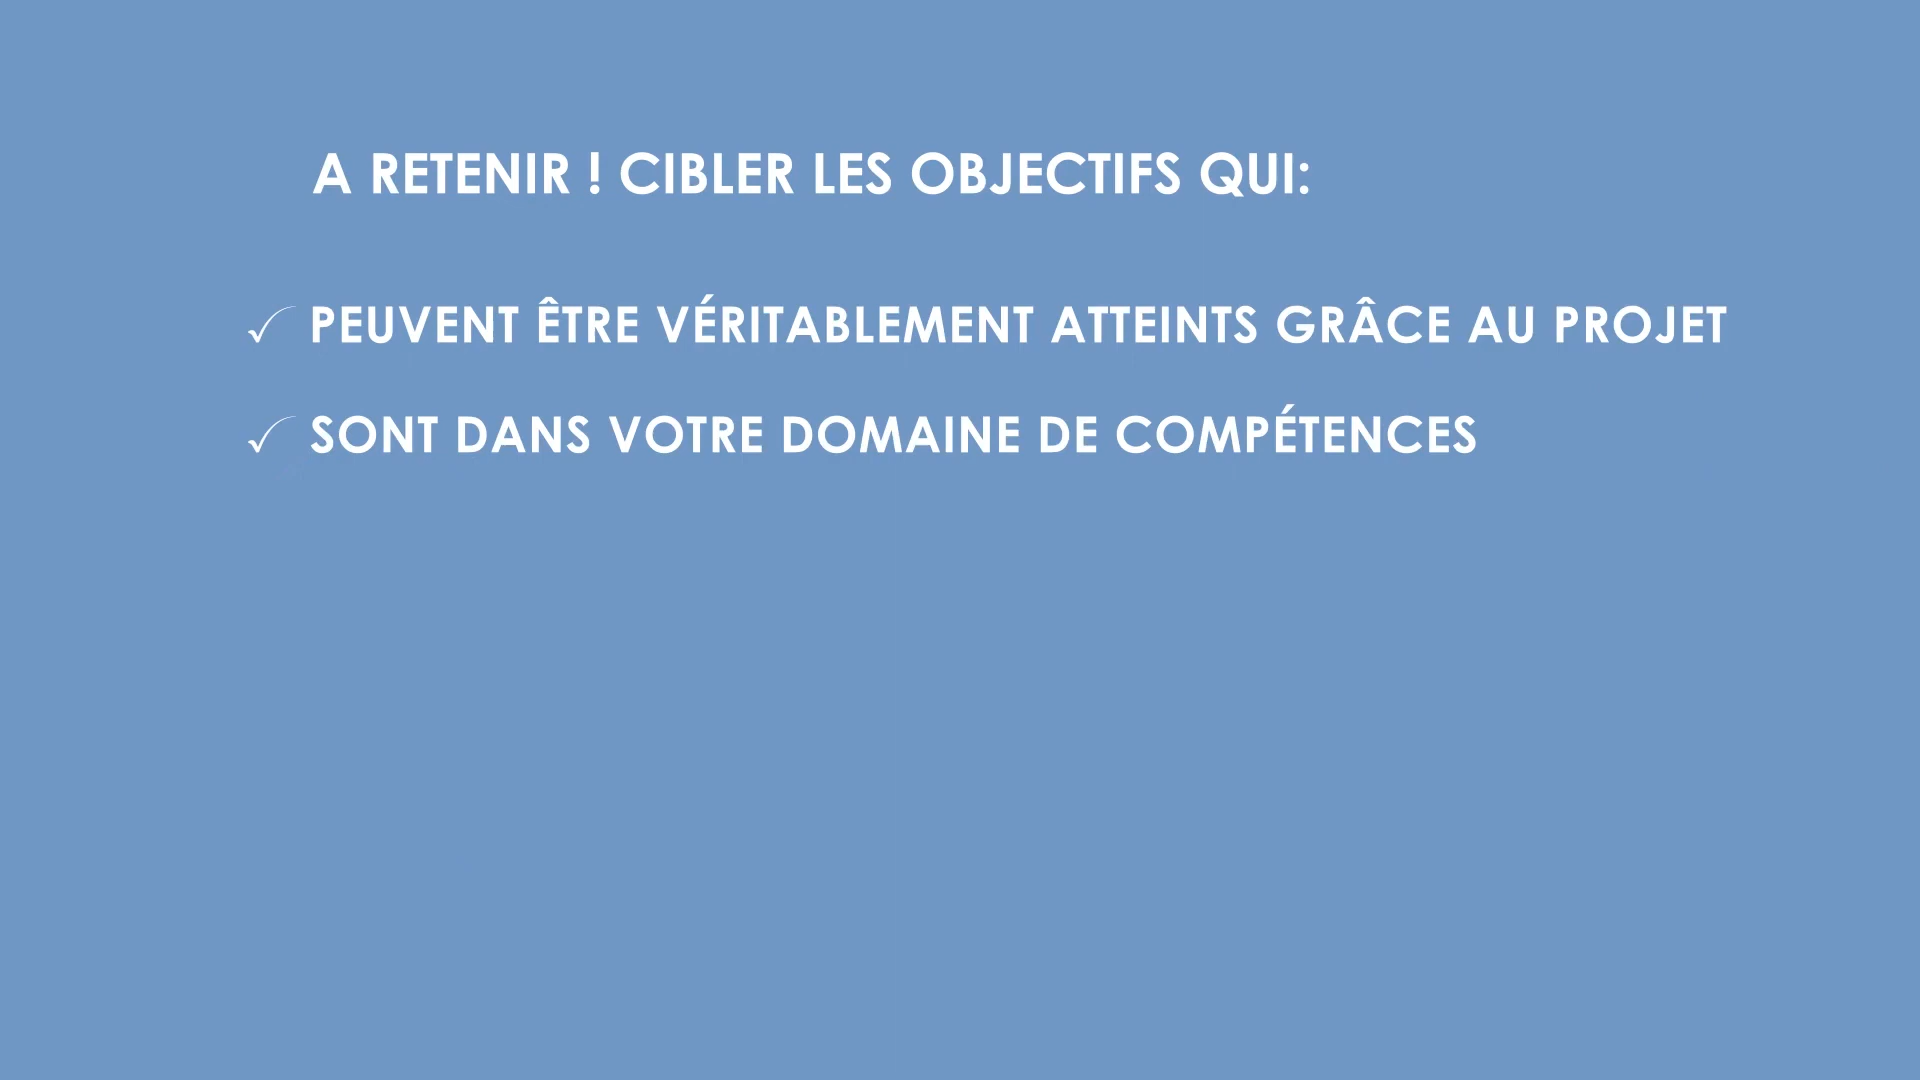 A RETENIR ! CIBLER LES OBJECTIFS QUI:
✓ PEUVENT ÊTRE VÉRITABLEMENT ATTEINTS GRÂCE AU PROJET
✓ SONT DANS VOTRE DOMAINE DE COMPÉTENCES